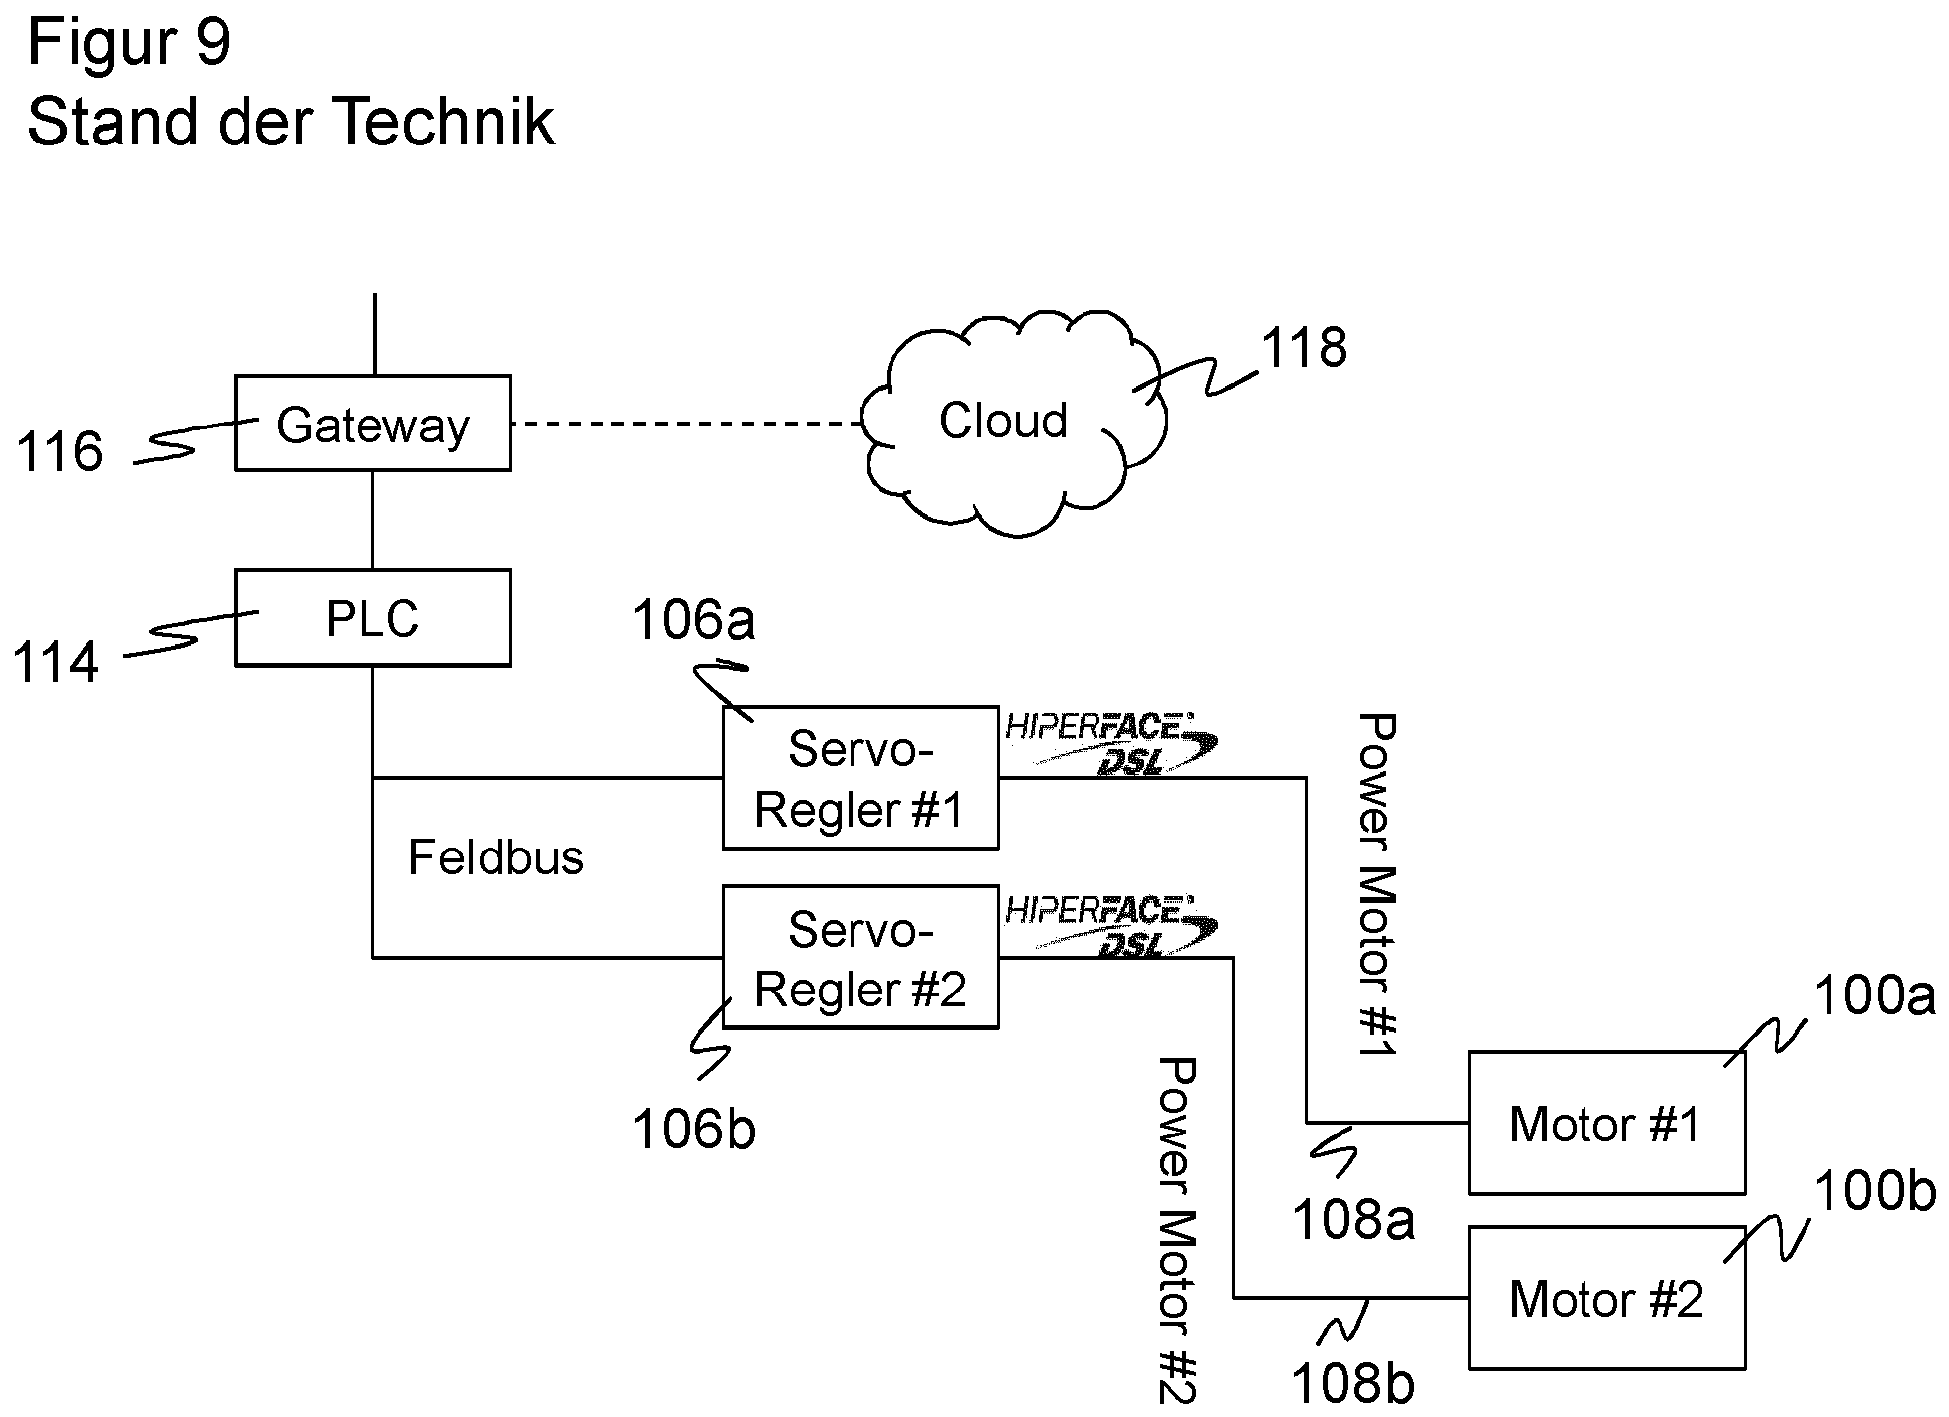 Figur 9
Stand der Technik
118
Gateway
Cloud
116
PLC
114
106a
Servo-
Regler #1
HIPERFACE®
DSL
Power Motor #1
Feldbus
Servo-
Regler #2
HIPERFACE®
DSL
106b
Power Motor #2
100a
Motor #1
108a
100b
Motor #2
108b